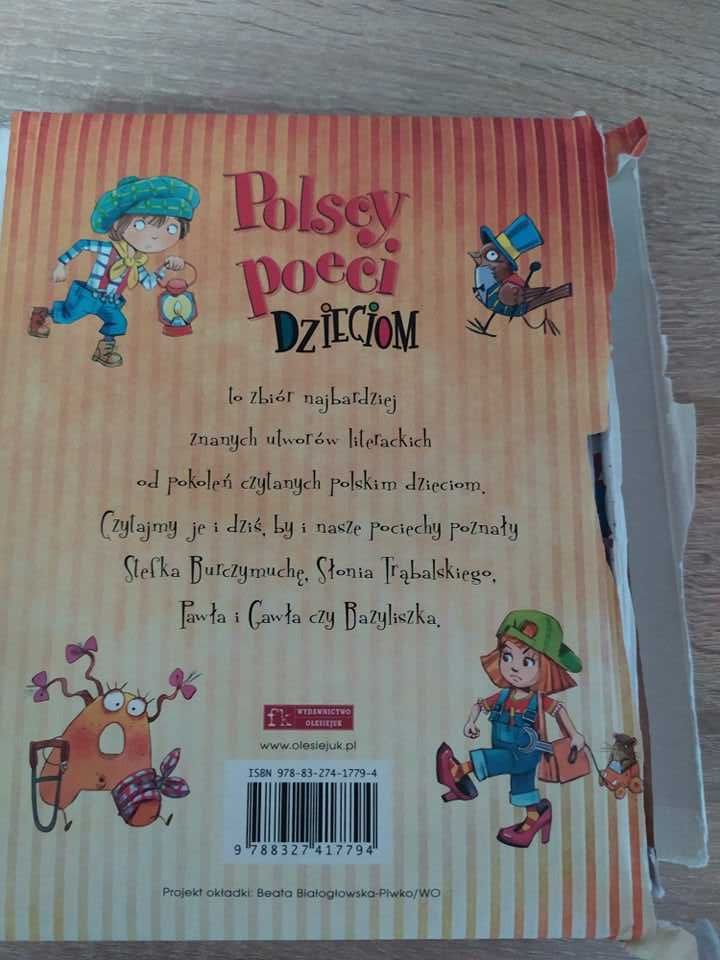 Polscy
poeci
DZIECIOM
to zbiór najbardziej
znanych utworów literackich
od pokoleń czytanych polskim dzieciom.
Czytajmy je i dziś, by i nasze pociechy poznały
Stefka Burczymuchę, Słonia Trąbalskiego,
Pawła i Gawła czy Bazyliszka.
fk WYDAWNICTWO
OLESIEJUK
www.olesiejuk.pl
ISBN 978-83-274-1779-4
9 788327 417794
Projekt okładki: Beata Białogłowska-Piwko/WO